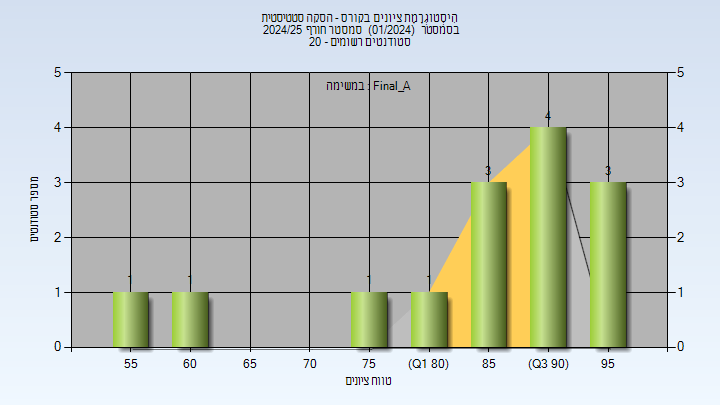 היסטוגרמת ציונים בקורס - הסקה סטטיסטית
בסמסטר (01/2024) סמסטר חורף 2024/25
סטודנטים רשומים - 20
במשימה : Final_A
5 5
4 4
3 3
2 2
1 1
0 0
1 1 1 1 3 4 3
מספר סטודנטים
55 60 65 70 75 (Q1 80) 85 (Q3 90) 95
טווח ציונים